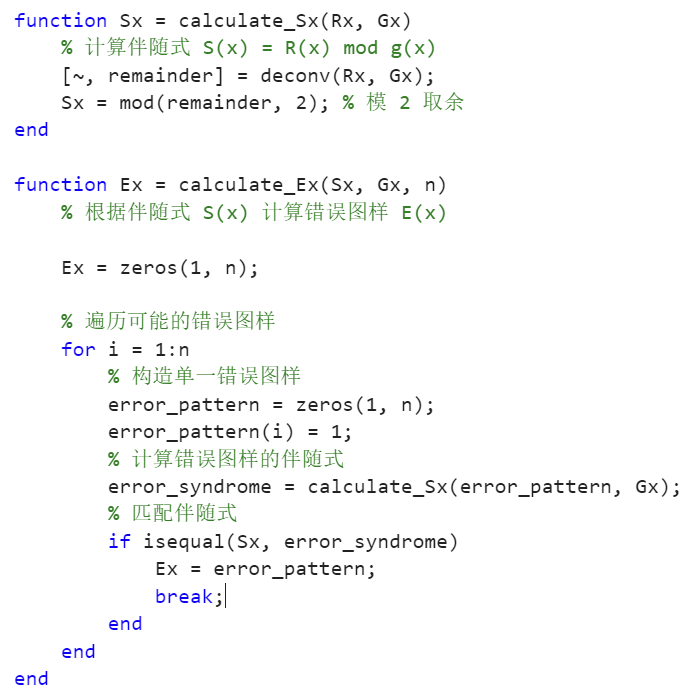 function Sx = calculate_Sx(Rx, Gx)
    % 计算伴随式 S(x) = R(x) mod g(x)
    [~, remainder] = deconv(Rx, Gx);
    Sx = mod(remainder, 2); % 模 2 取余
end

function Ex = calculate_Ex(Sx, Gx, n)
    % 根据伴随式 S(x) 计算错误图样 E(x)

    Ex = zeros(1, n);

    % 遍历可能的错误图样
    for i = 1:n
        % 构造单一错误图样
        error_pattern = zeros(1, n);
        error_pattern(i) = 1;
        % 计算错误图样的伴随式
        error_syndrome = calculate_Sx(error_pattern, Gx);
        % 匹配伴随式
        if isequal(Sx, error_syndrome)
            Ex = error_pattern;
            break;
        end
    end
end